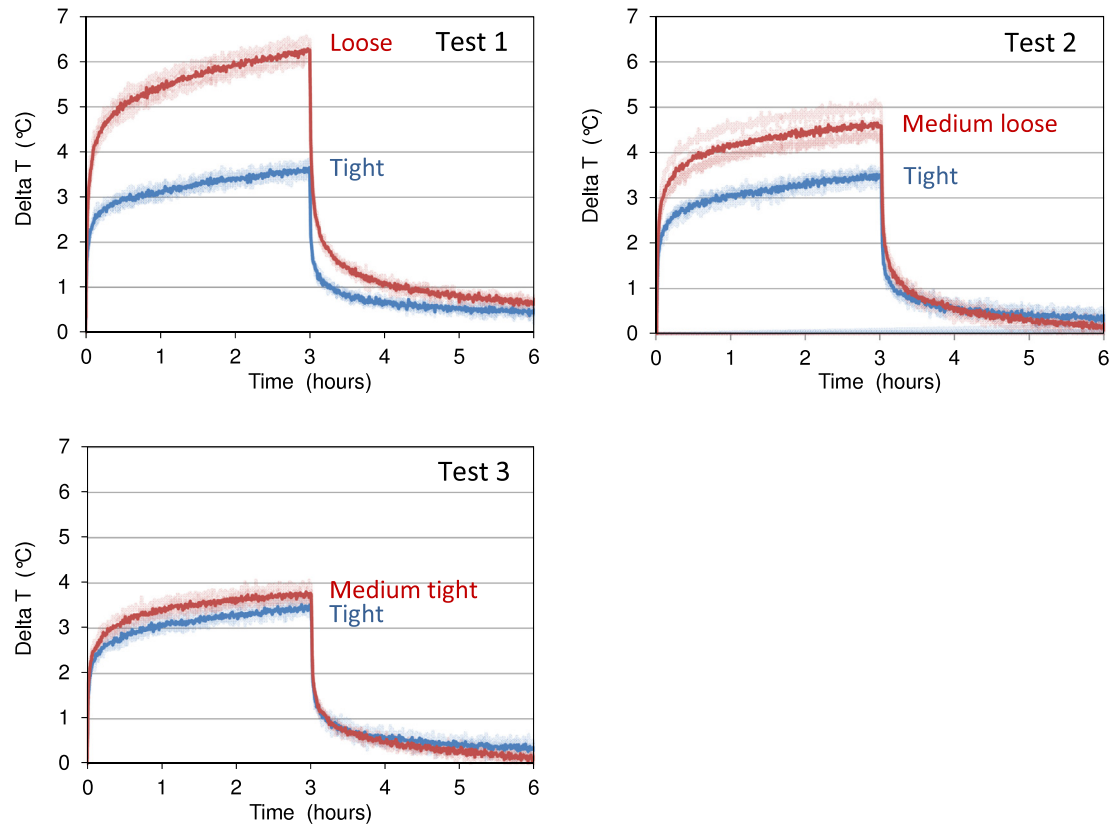 Test 1
Delta T (°C)
7
6
5
4
3
2
1
0
Loose
Tight
0 1 2 3 4 5 6
Time (hours)
Test 2
Delta T (°C)
7
6
5
4
3
2
1
0
Medium loose
Tight
0 1 2 3 4 5 6
Time (hours)
Test 3
Delta T (°C)
7
6
5
4
3
2
1
0
Medium tight
Tight
0 1 2 3 4 5 6
Time (hours)